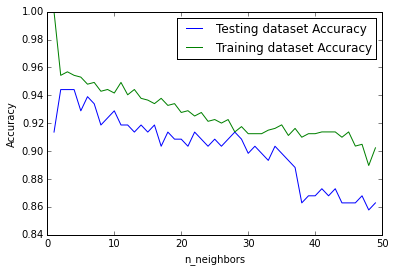 1.00
0.98
0.96
0.94
0.92
0.90
0.88
0.86
0.84
Accuracy
Testing dataset Accuracy
Training dataset Accuracy
0 10 20 30 40 50
n_neighbors